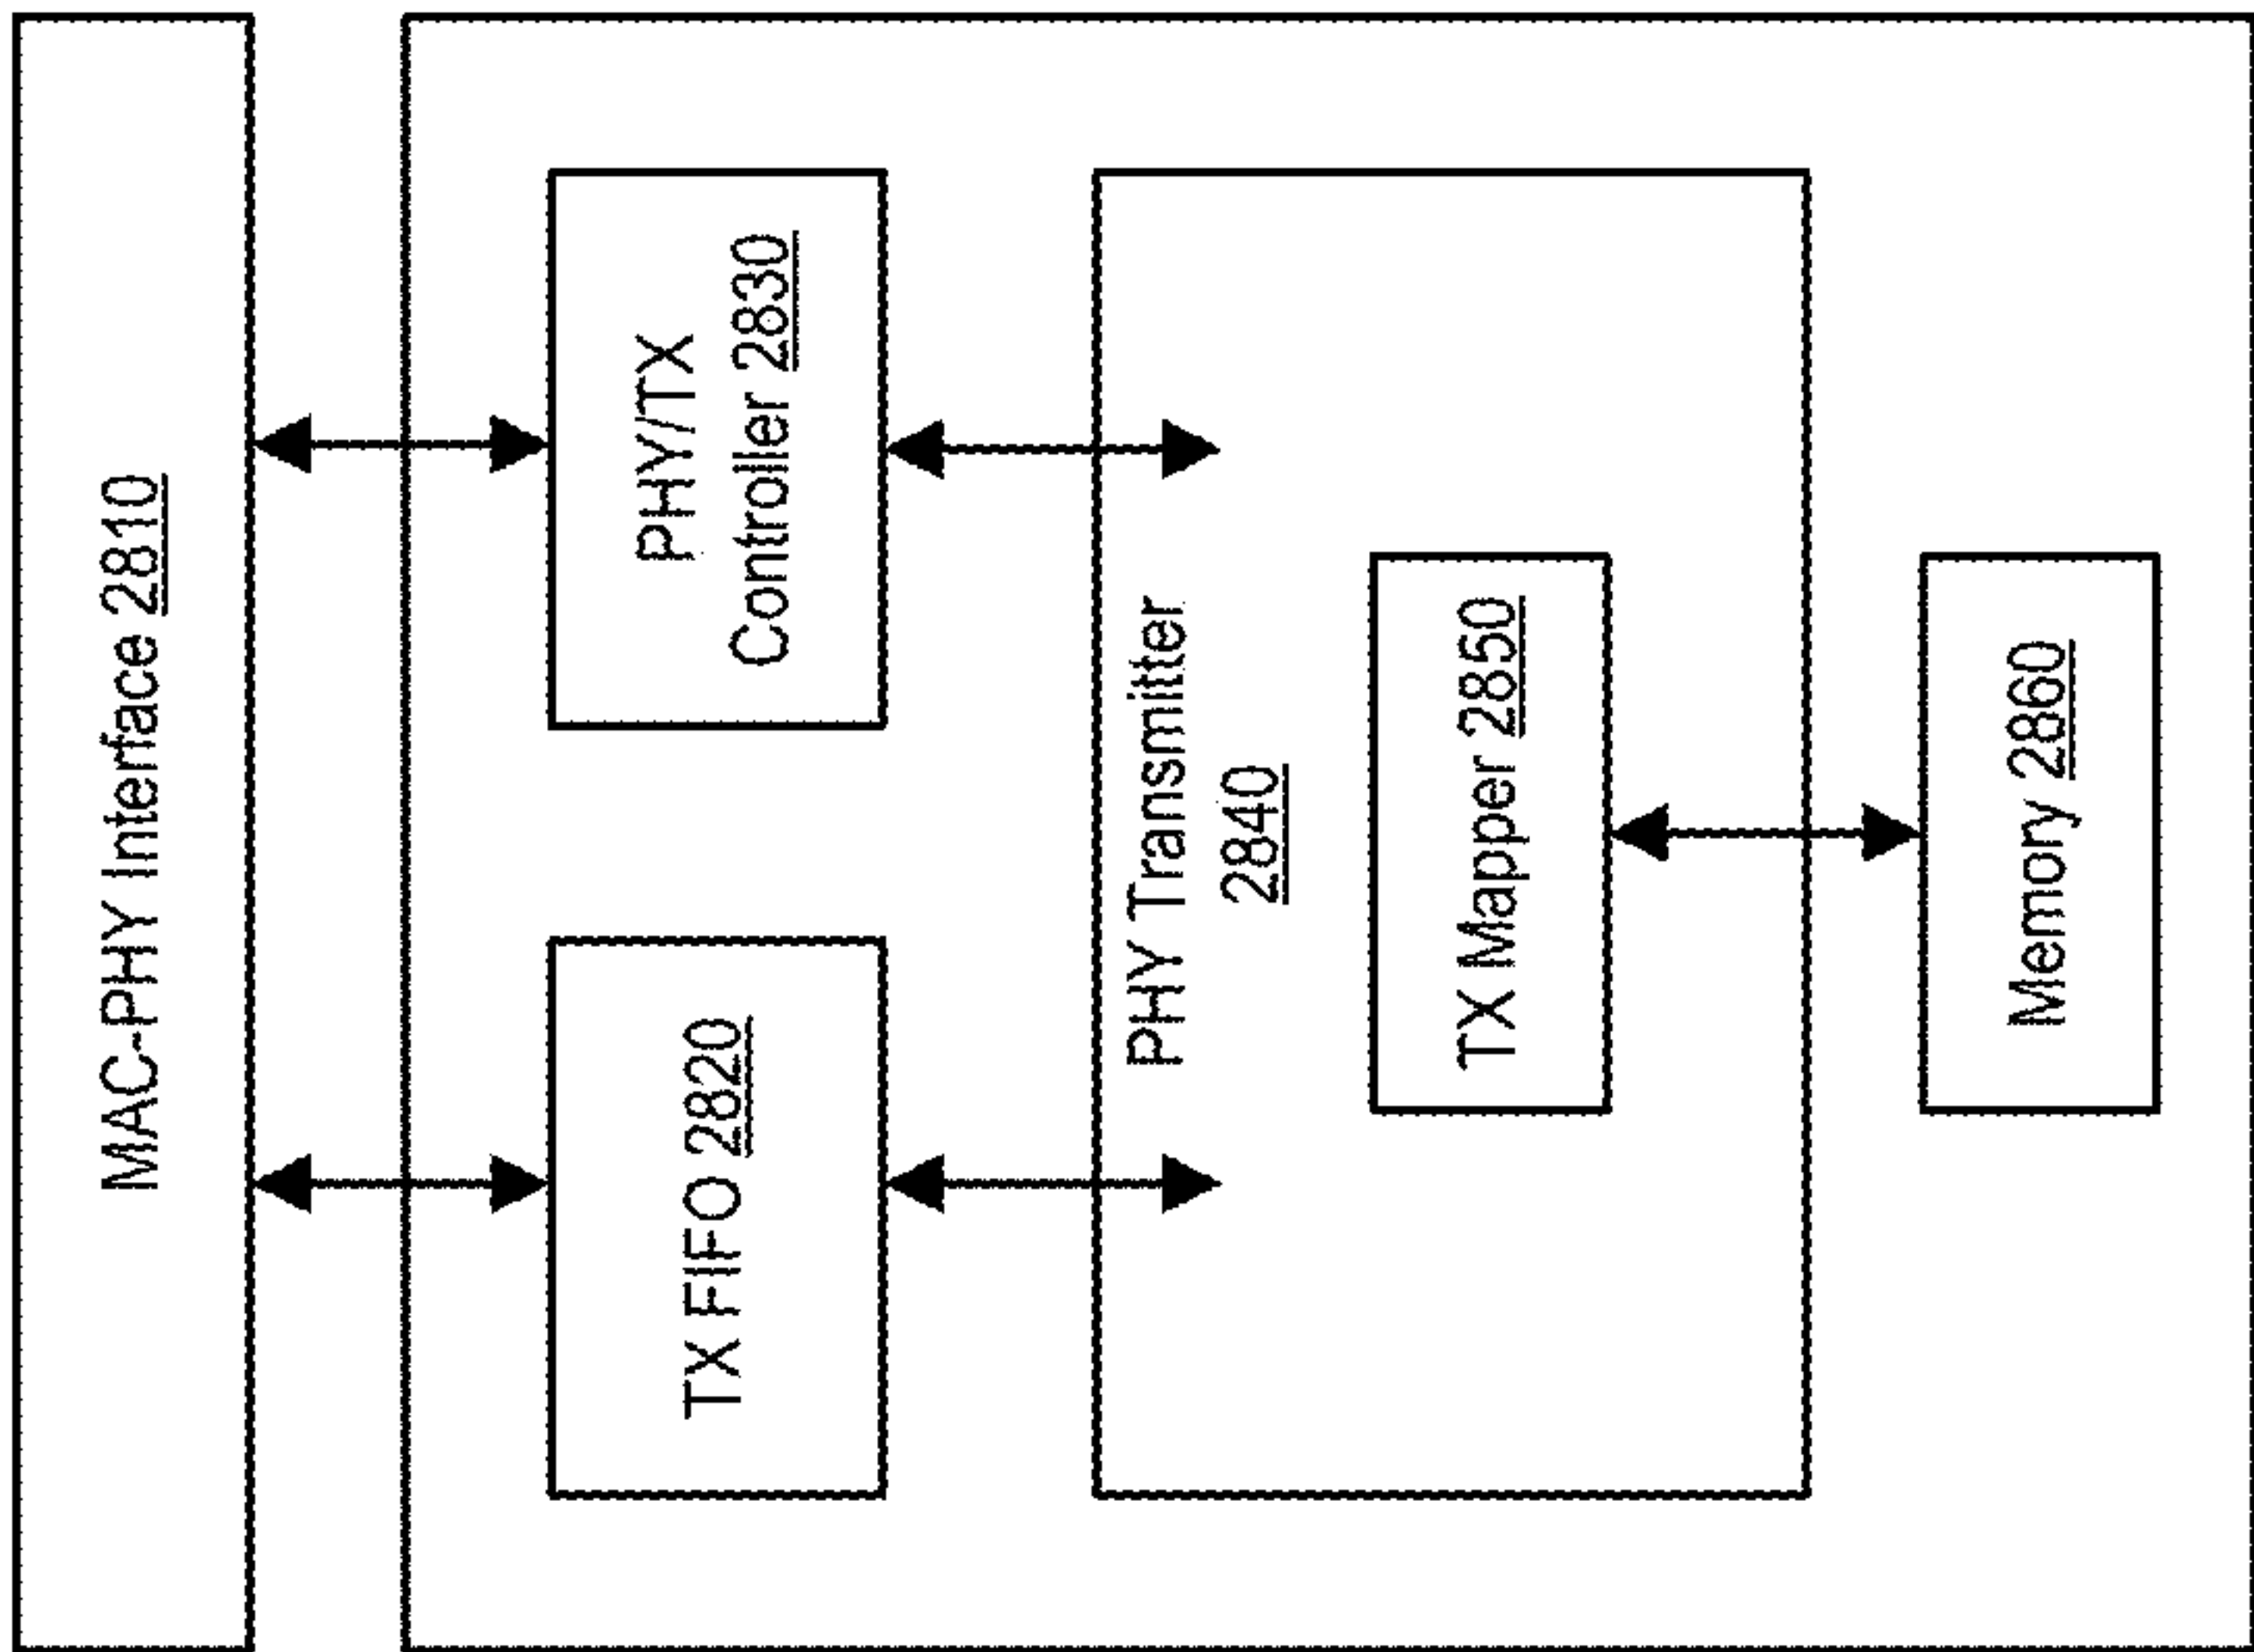 MAC-PHY Interface 2810
TX FIFO 2820
PHY/TX
Controller 2830
PHY Transmitter
2840
TX Mapper 2850
Memory 2860